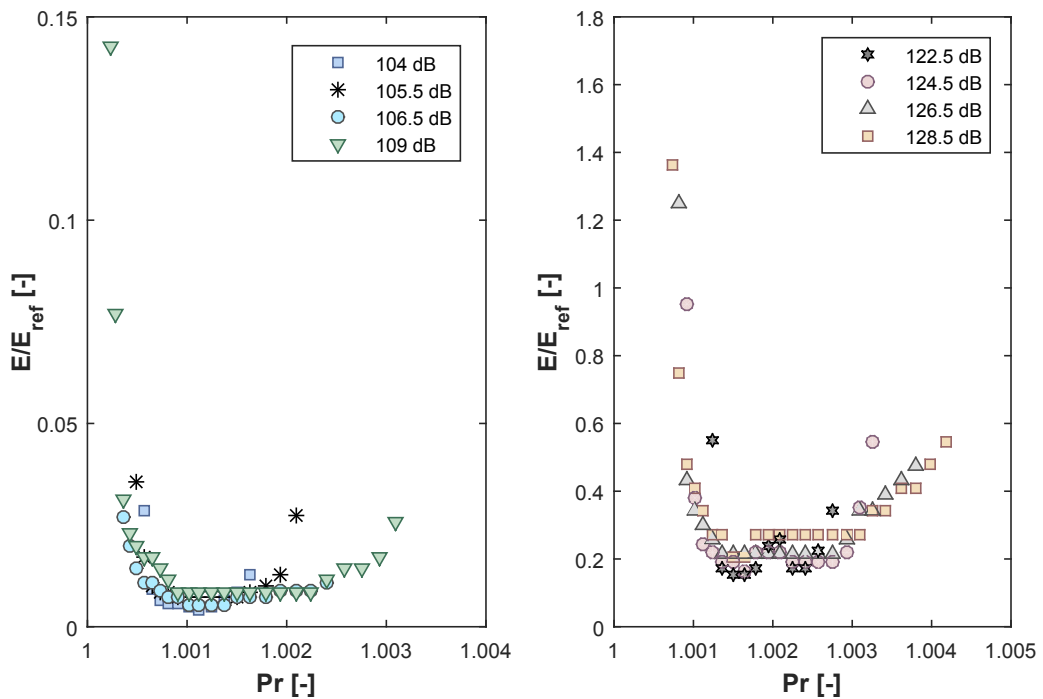 0.15
0.1
0.05
0
E/Eref [-]
104 dB
105.5 dB
106.5 dB
109 dB
1 1.001 1.002 1.003 1.004
Pr [-]
1.8
1.6
1.4
1.2
1.0
0.8
0.6
0.4
0.2
0
E/Eref [-]
122.5 dB
124.5 dB
126.5 dB
128.5 dB
1 1.001 1.002 1.003 1.004 1.005
Pr [-]